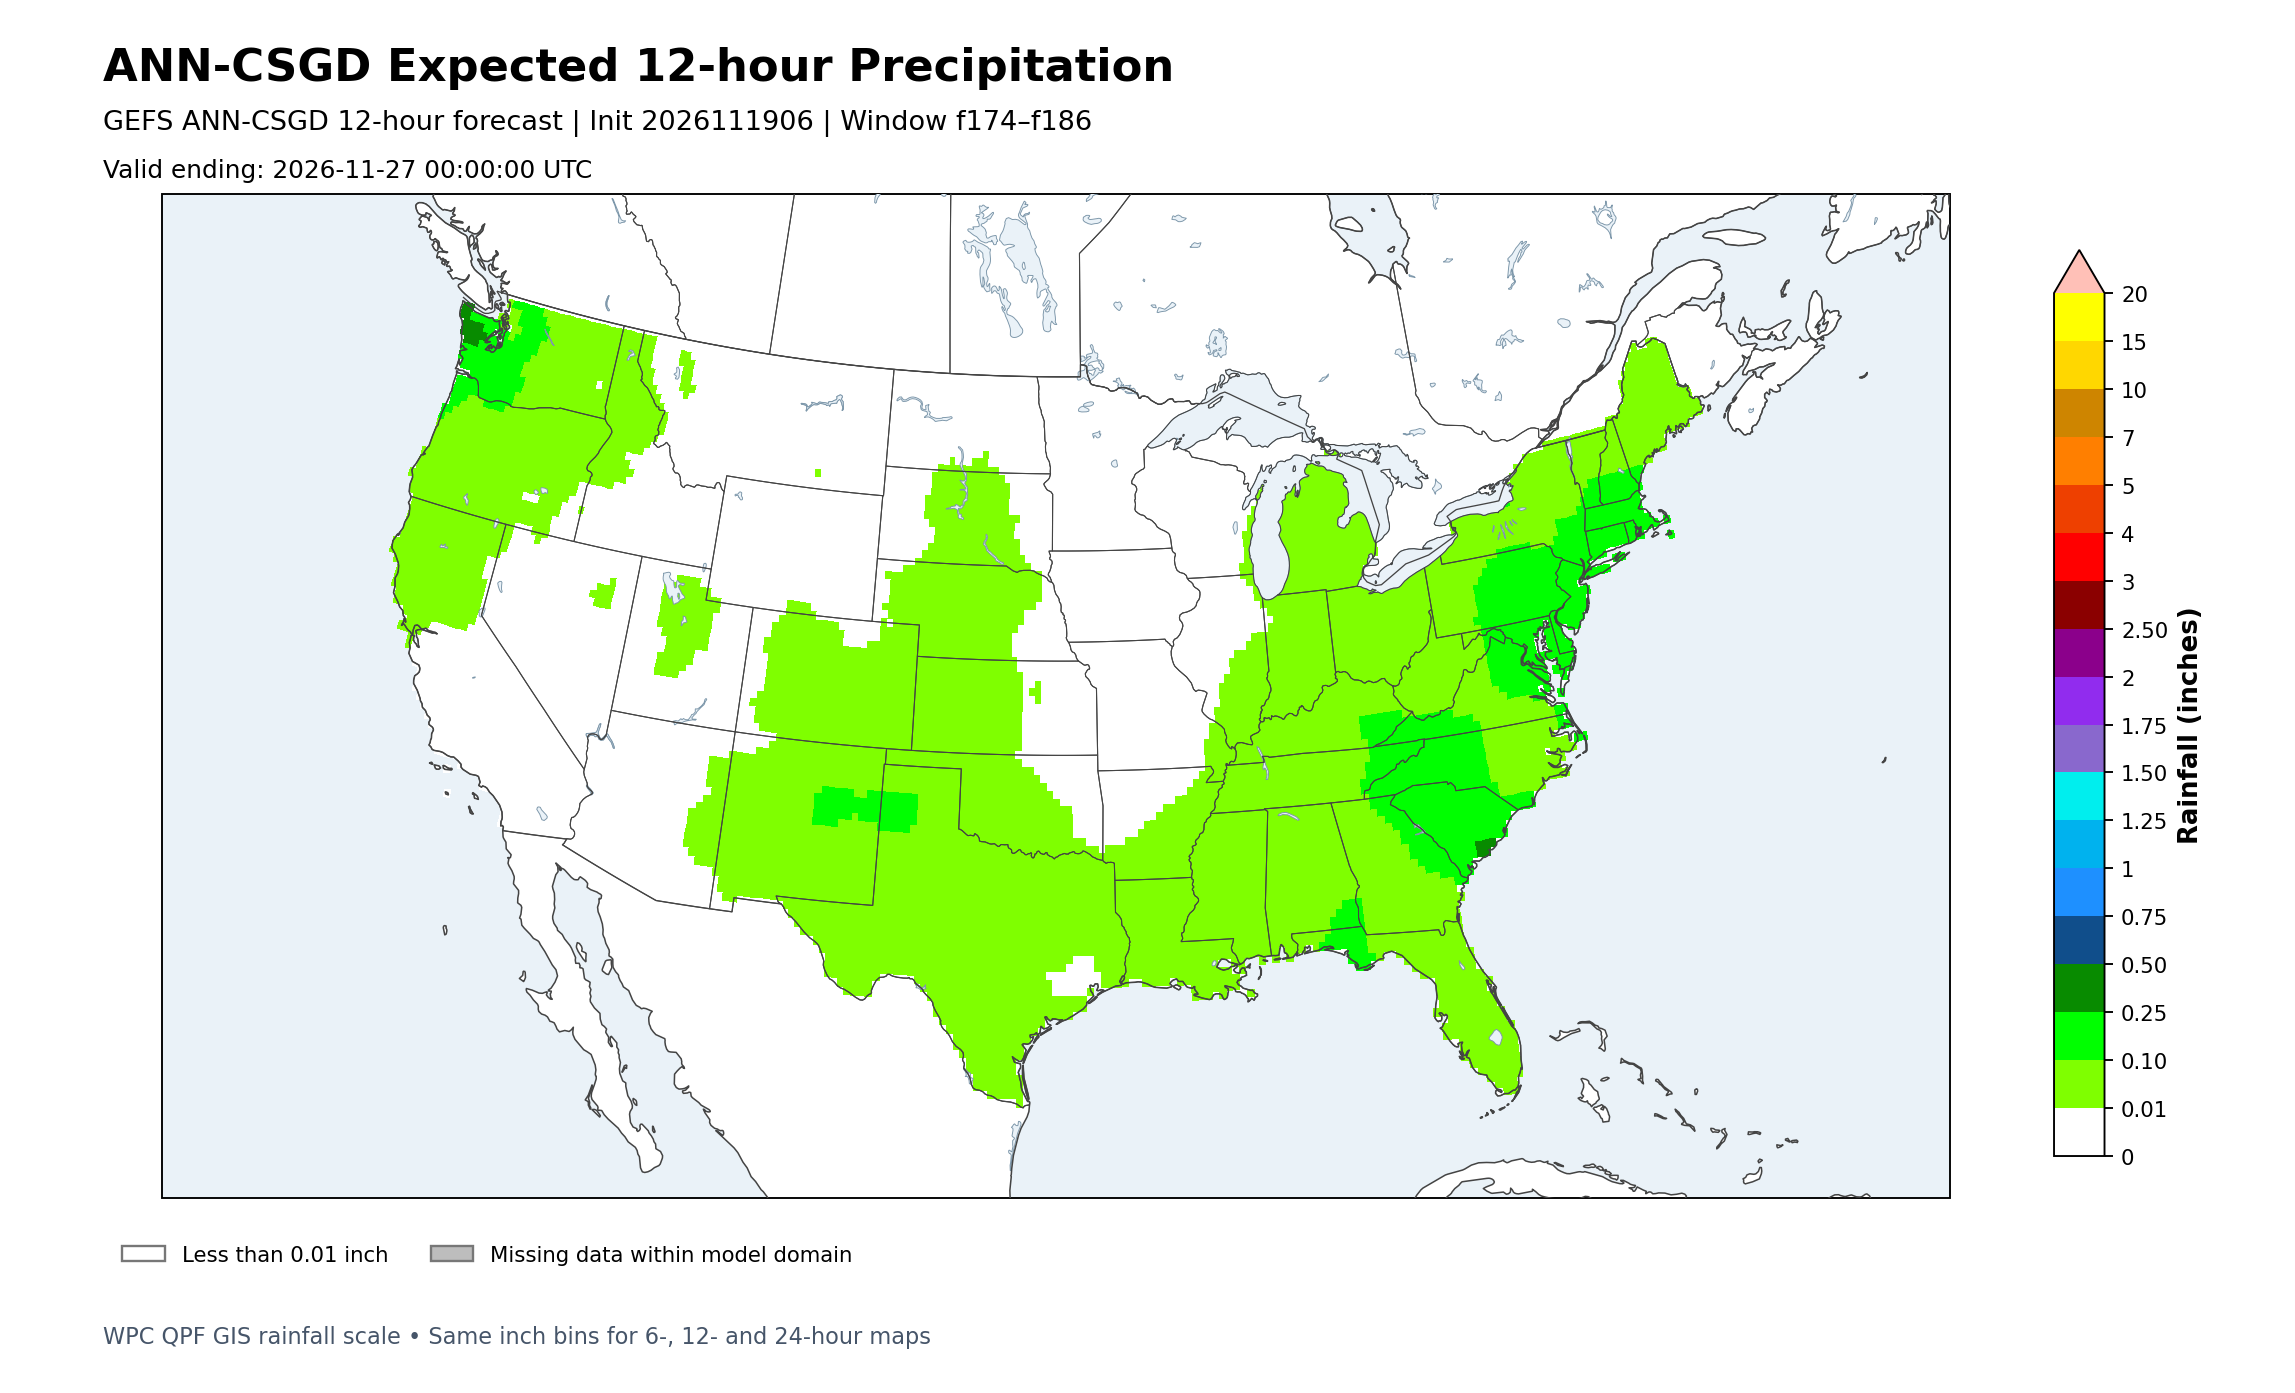 ANN-CSGD Expected 12-hour Precipitation
GEFS ANN-CSGD 12-hour forecast | Init 2026111906 | Window f174–f186
Valid ending: 2026-11-27 00:00:00 UTC
20
15
10
7
5
4
3
2.50
2
1.75
1.50
1.25
1
0.75
0.50
0.25
0.10
0.01
0
Rainfall (inches)
Less than 0.01 inch
Missing data within model domain
WPC QPF GIS rainfall scale • Same inch bins for 6-, 12- and 24-hour maps